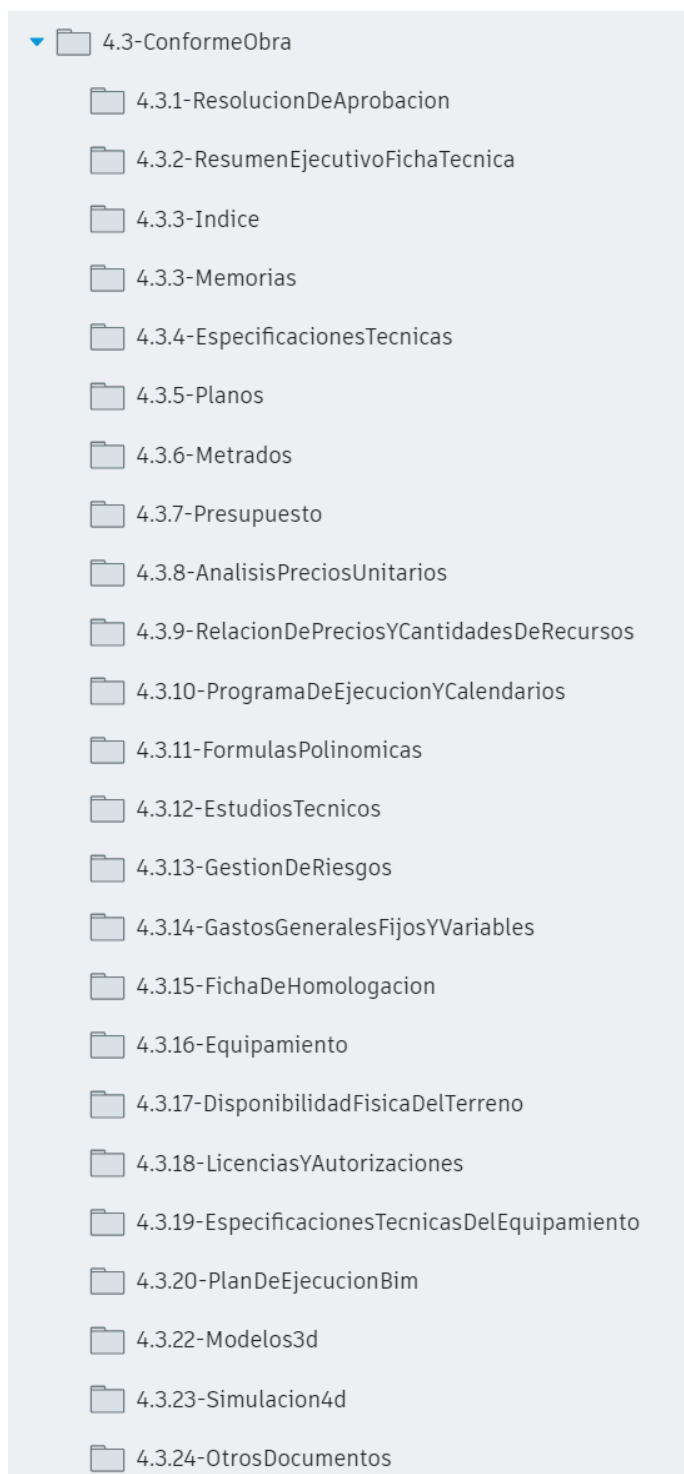 4.3-ConformeObra
4.3.1-ResolucionDeAprobacion
4.3.2-ResumenEjecutivoFichaTecnica
4.3.3-Indice
4.3.3-Memorias
4.3.4-EspecificacionesTecnicas
4.3.5-Planos
4.3.6-Metrados
4.3.7-Presupuesto
4.3.8-AnalisisPreciosUnitarios
4.3.9-RelacionDePreciosYCantidadesDeRecursos
4.3.10-ProgramaDeEjecucionYCalendarios
4.3.11-FormulasPolinomicas
4.3.12-EstudiosTecnicos
4.3.13-GestionDeRiesgos
4.3.14-GastosGeneralesFijosYVariables
4.3.15-FichaDeHomologacion
4.3.16-Equipamiento
4.3.17-DisponibilidadFisicaDelTerreno
4.3.18-LicenciasYAutorizaciones
4.3.19-EspecificacionesTecnicasDelEquipamiento
4.3.20-PlanDeEjecucionBim
4.3.22-Modelos3d
4.3.23-Simulacion4d
4.3.24-OtrosDocumentos